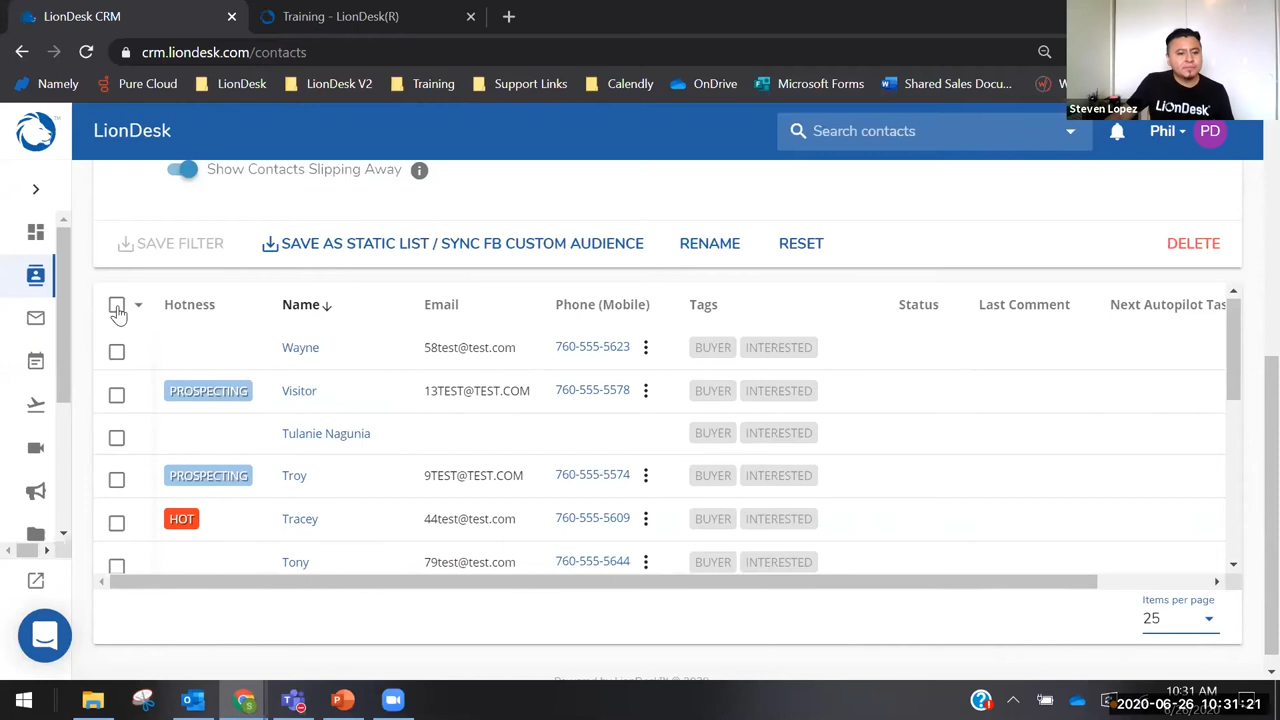 LionDesk CRM
Training - LionDesk(R)
crm.liondesk.com/contacts
Namely
Pure Cloud
LionDesk
LionDesk V2
Training
Support Links
Calendly
OnDrive
Microsoft Forms
Shared Sales Docu...
Steven Lopez
LionDesk
LionDesk
Search contacts
Phil
PD
Show Contacts Slipping Away
SAVE FILTER
SAVE AS STATIC LIST / SYNC FB CUSTOM AUDIENCE
RENAME
RESET
DELETE
Hotness Name Email Phone (Mobile) Tags Status Last Comment Next Autopilot Tas
Wayne 58test@test.com 760-555-5623 BUYER INTERESTED
PROSPECTING Visitor 13TEST@TEST.COM 760-555-5578 BUYER INTERESTED
Tulanie Nagunia BUYER INTERESTED
PROSPECTING Troy 9TEST@TEST.COM 760-555-5574 BUYER INTERESTED
HOT Tracey 44test@test.com 760-555-5609 BUYER INTERESTED
Tony 79test@test.com 760-555-5644 BUYER INTERESTED
Items per page
25
10:31 AM
2020-06-26 10:31:21